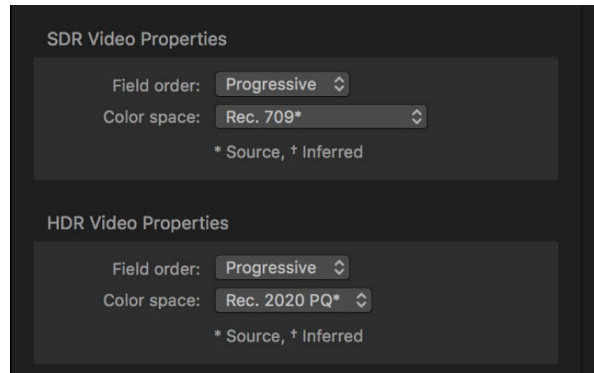 SDR Video Properties
Field order: Progressive
Color space: Rec. 709*
* Source, † Inferred
HDR Video Properties
Field order: Progressive
Color space: Rec. 2020 PQ*
* Source, † Inferred